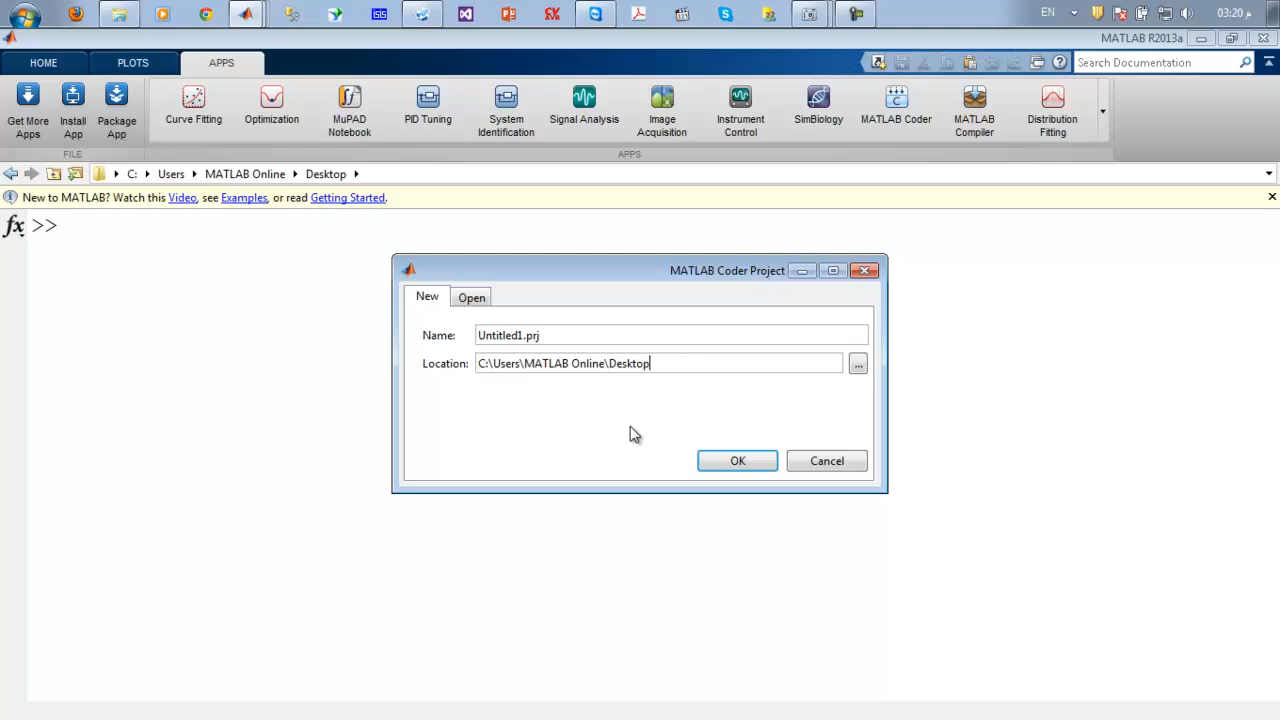 EN
03:20 م
MATLAB R2013a
HOME
PLOTS
APPS
Search Documentation
Get More Apps
Install App
Package App
Curve Fitting
Optimization
MuPAD Notebook
PID Tuning
System Identification
Signal Analysis
Image Acquisition
Instrument Control
SimBiology
MATLAB Coder
MATLAB Compiler
Distribution Fitting
FILE
APPS
C: Users MATLAB Online Desktop
New to MATLAB? Watch this Video, see Examples, or read Getting Started.
fx >>
MATLAB Coder Project
New
Open
Name: Untitled1.prj
Location: C:\Users\MATLAB Online\Desktop
...
OK
Cancel